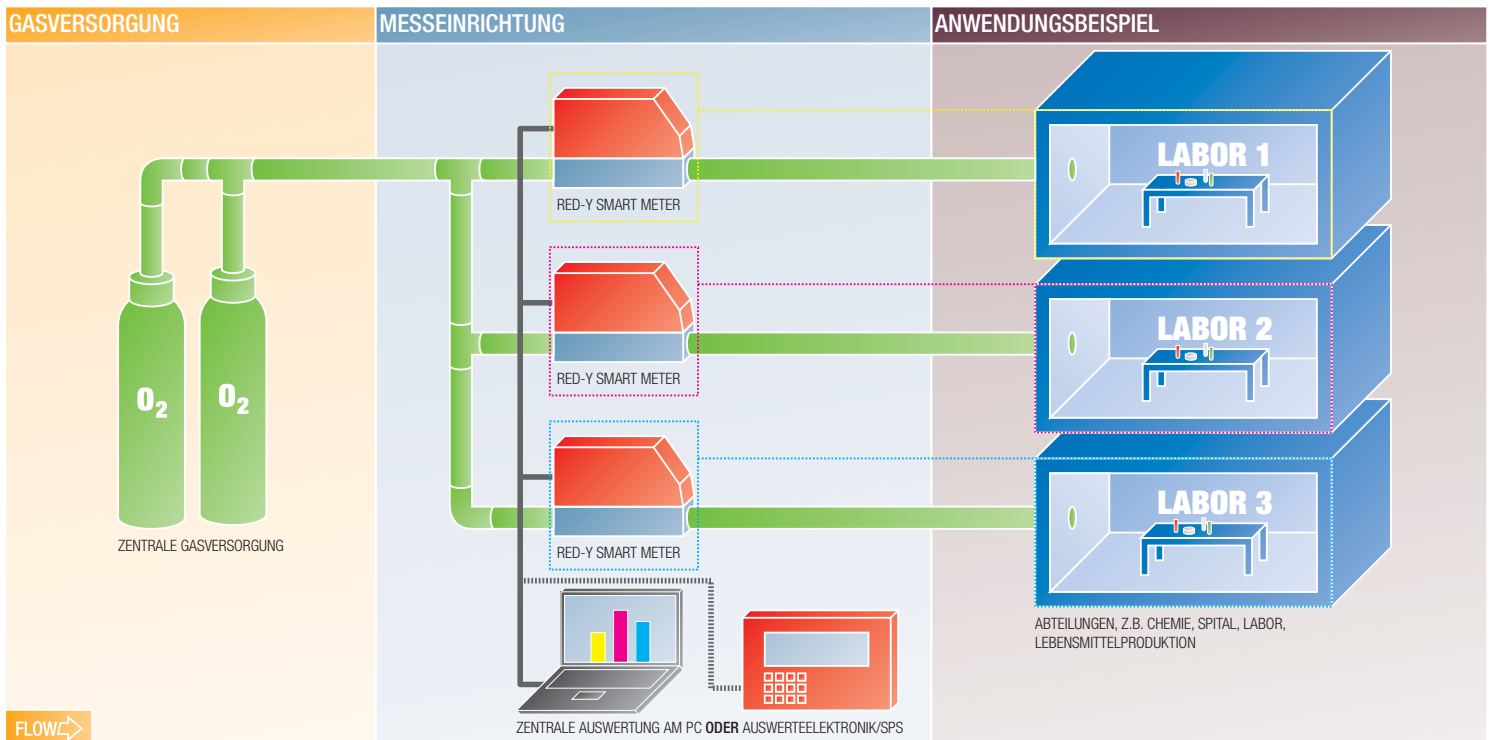 GASVERSORGUNG
MESSEINRICHTUNG
ANWENDUNGSBEISPIEL
LABOR 1
RED-Y SMART METER
LABOR 2
RED-Y SMART METER
O₂
O₂
LABOR 3
RED-Y SMART METER
ZENTRALE GASVERSORGUNG
ABTEILUNGEN, Z.B. CHEMIE, SPITAL, LABOR,
LEBENSMITTELPRODUKTION
FLOW
ZENTRALE AUSWERTUNG AM PC ODER AUSWERTEELEKTRONIK/SPS